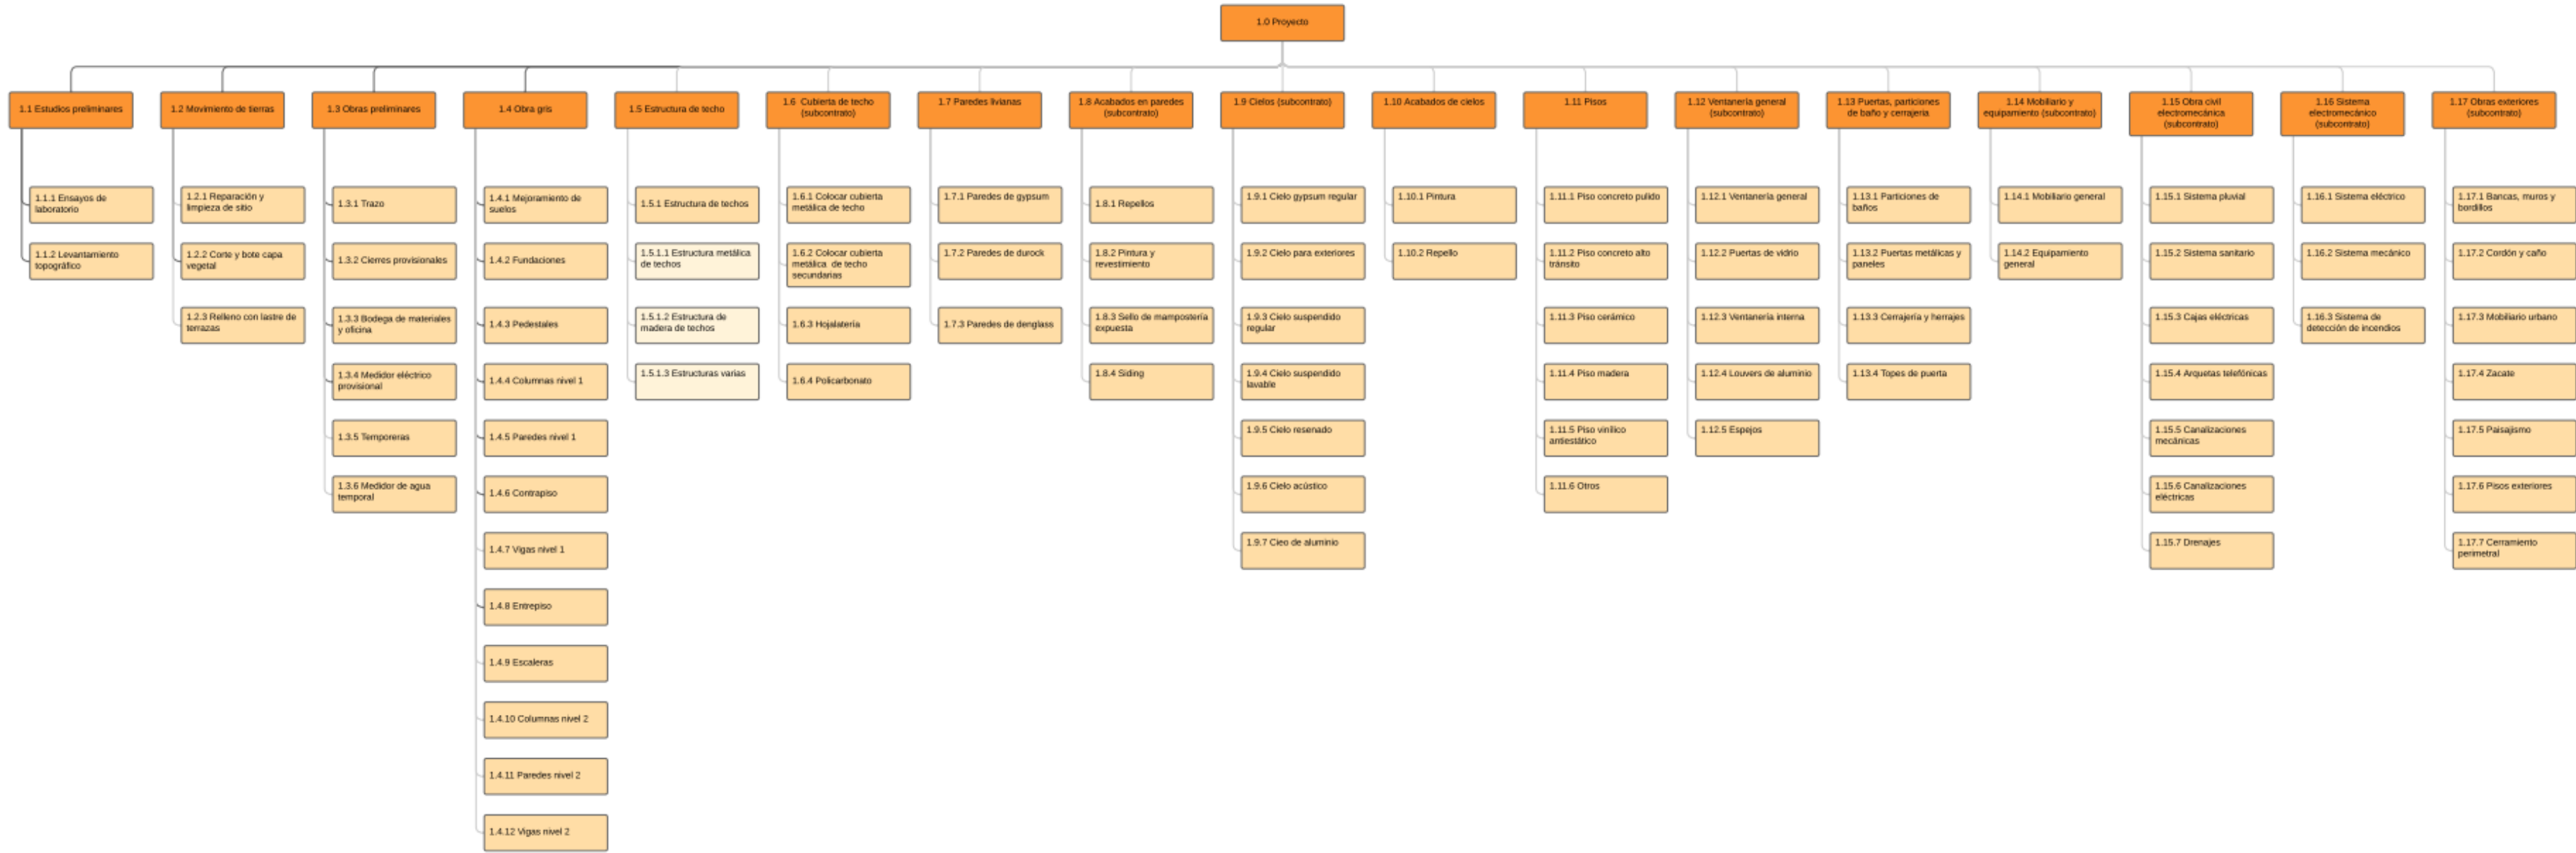 1.0 Proyecto
1.1 Estudios preliminares
1.2 Movimiento de tierras
1.3 Obras preliminares
1.4 Obra gris
1.5 Estructura de techo
1.6 Cubierta de techo
(subcontrato)
1.7 Paredes livianas
1.8 Acabados en paredes
(subcontrato)
1.9 Cielos (subcontrato)
1.10 Acabados de cielos
1.11 Pisos
1.12 Ventanería general
(subcontrato)
1.13 Puertas, particiones
de baño y cerrajeria
1.14 Mobiliario y
equipamiento (subcontrato)
1.15 Obra civil
electromecánica
(subcontrato)
1.16 Sistema
electromecánico
(subcontrato)
1.17 Obras exteriores
(subcontrato)
1.1.1 Ensayos de
laboratorio
1.1.2 Levantamiento
topográfico
1.2.1 Reparación y
limpieza de sitio
1.2.2 Corte y bote capa
vegetal
1.2.3 Relleno con lastre de
terrazas
1.3.1 Trazo
1.3.2 Cierres provisionales
1.3.3 Bodega de materiales
y oficina
1.3.4 Medidor eléctrico
provisional
1.3.5 Temporeras
1.3.6 Medidor de agua
temporal
1.4.1 Mejoramiento de
suelos
1.4.2 Fundaciones
1.4.3 Pedestales
1.4.4 Columnas nivel 1
1.4.5 Paredes nivel 1
1.4.6 Contrapiso
1.4.7 Vigas nivel 1
1.4.8 Entrepiso
1.4.9 Escaleras
1.4.10 Columnas nivel 2
1.4.11 Paredes nivel 2
1.4.12 Vigas nivel 2
1.5.1 Estructura de techos
1.5.1.1 Estructura metálica
de techos
1.5.1.2 Estructura de
madera de techos
1.5.1.3 Estructuras varias
1.6.1 Colocar cubierta
metálica de techo
1.6.2 Colocar cubierta
metálica de techo
secundarias
1.6.3 Hojalatería
1.6.4 Policarbonato
1.7.1 Paredes de gypsum
1.7.2 Paredes de durock
1.7.3 Paredes de denglass
1.8.1 Repellos
1.8.2 Pintura y
revestimiento
1.8.3 Sello de mampostería
expuesta
1.8.4 Siding
1.9.1 Cielo gypsum regular
1.9.2 Cielo para exteriores
1.9.3 Cielo suspendido
regular
1.9.4 Cielo suspendido
lavable
1.9.5 Cielo resenado
1.9.6 Cielo acústico
1.9.7 Cieo de aluminio
1.10.1 Pintura
1.10.2 Repello
1.11.1 Piso concreto pulido
1.11.2 Piso concreto alto
tránsito
1.11.3 Piso cerámico
1.11.4 Piso madera
1.11.5 Piso vinílico
antiestático
1.11.6 Otros
1.12.1 Ventanería general
1.12.2 Puertas de vidrio
1.12.3 Ventanería interna
1.12.4 Louvers de aluminio
1.12.5 Espejos
1.13.1 Particiones de
baños
1.13.2 Puertas metálicas y
paneles
1.13.3 Cerrajería y herrajes
1.13.4 Topes de puerta
1.14.1 Mobiliario general
1.14.2 Equipamiento
general
1.15.1 Sistema pluvial
1.15.2 Sistema sanitario
1.15.3 Cajas eléctricas
1.15.4 Arquetas telefónicas
1.15.5 Canalizaciones
mecánicas
1.15.6 Canalizaciones
eléctricas
1.15.7 Drenajes
1.16.1 Sistema eléctrico
1.16.2 Sistema mecánico
1.16.3 Sistema de
detección de incendios
1.17.1 Bancas, muros y
bordillos
1.17.2 Cordón y caño
1.17.3 Mobiliario urbano
1.17.4 Zacate
1.17.5 Paisajismo
1.17.6 Pisos exteriores
1.17.7 Cerramiento
perimetral